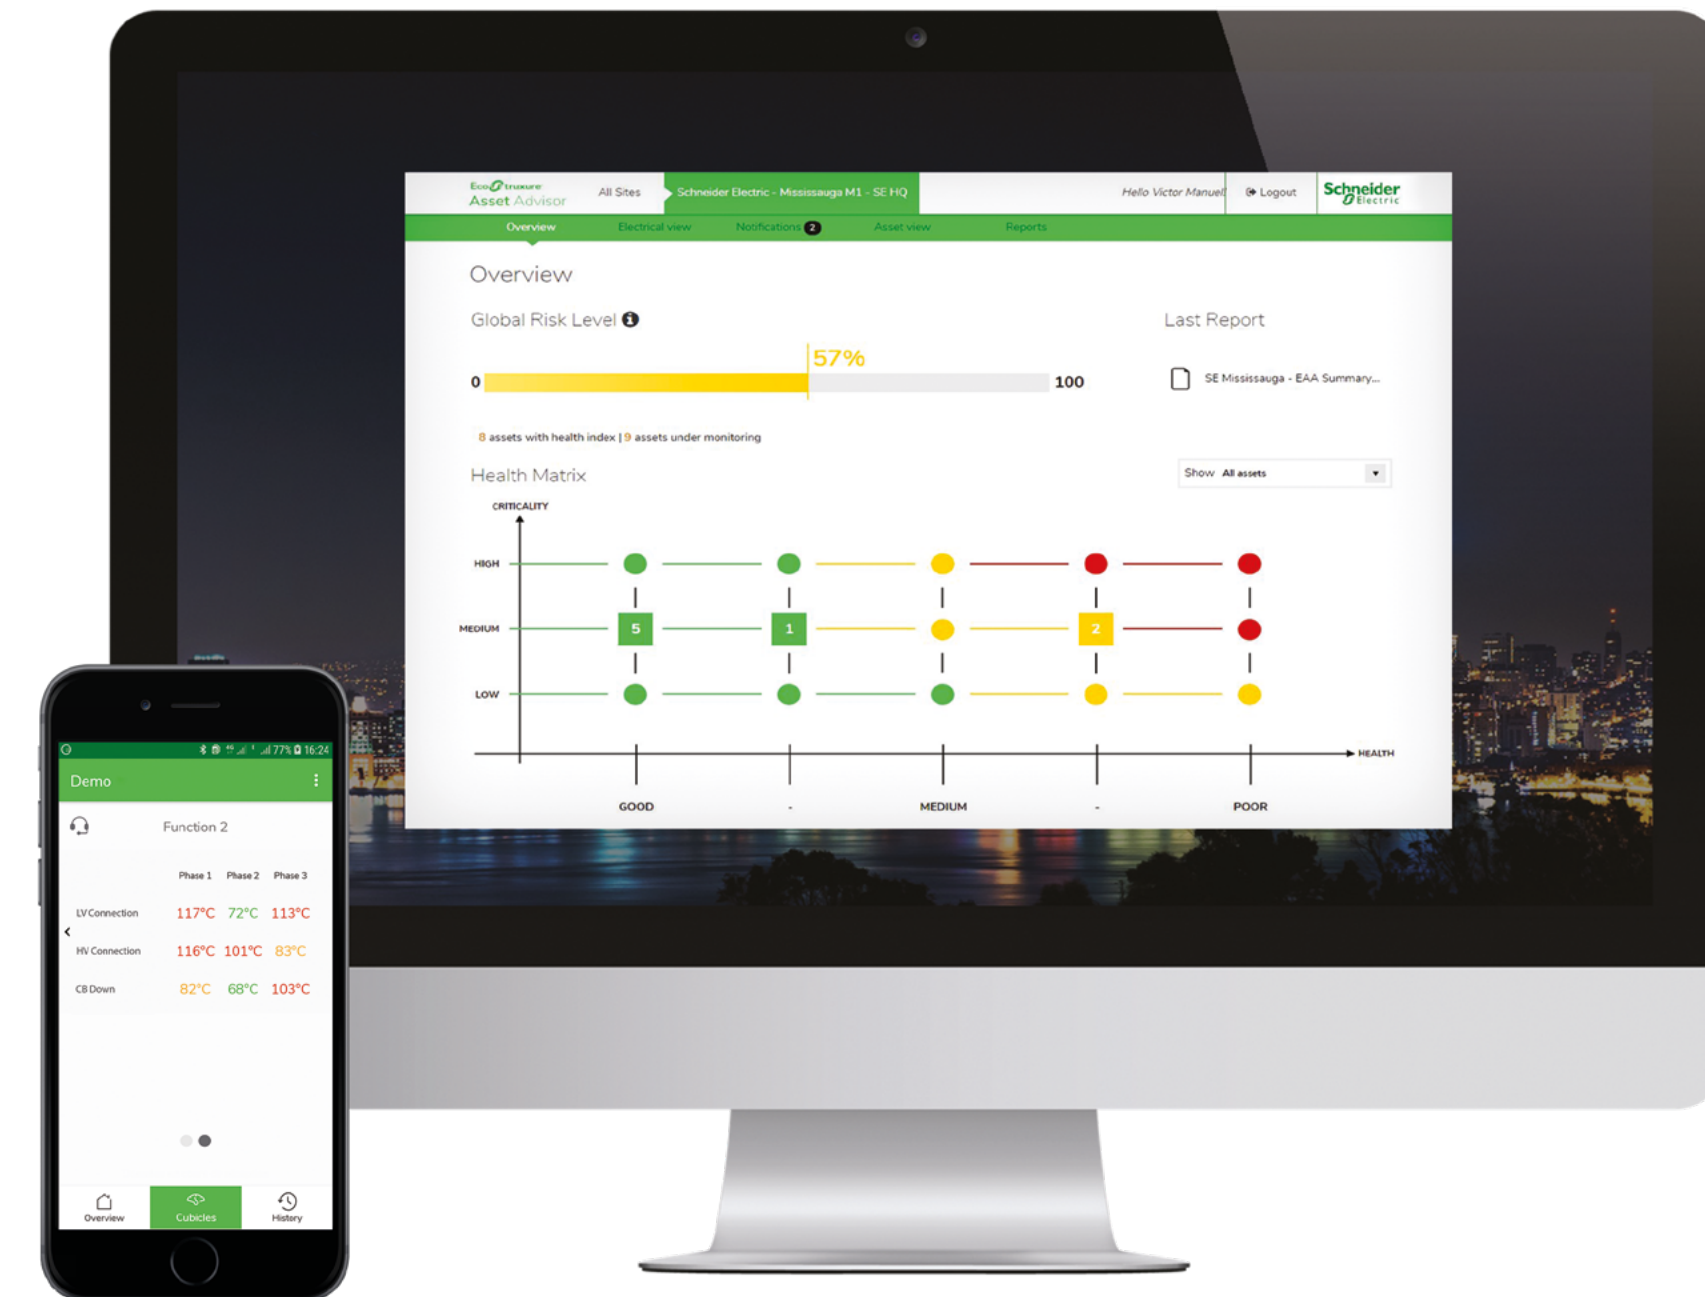 EcoStruxure
Asset Advisor
All Sites
Schneider Electric - Mississauga M1 - SE HQ
Hello Victor Manuel!
Logout
Schneider
Electric
Overview
Electrical view
Notifications 2
Asset view
Reports
Overview
Global Risk Level
Last Report
57%
0
100
SE Mississauga - EAA Summary...
8 assets with health index | 9 assets under monitoring
Health Matrix
Show All assets
CRITICALITY
HIGH
MEDIUM
5
1
2
LOW
HEALTH
GOOD
-
MEDIUM
-
POOR
4G
77%
16:24
Demo
Function 2
Phase 1 Phase 2 Phase 3
LV Connection 117°C 72°C 113°C
HV Connection 116°C 101°C 83°C
CB Down 82°C 68°C 103°C
Overview
Cubicles
History